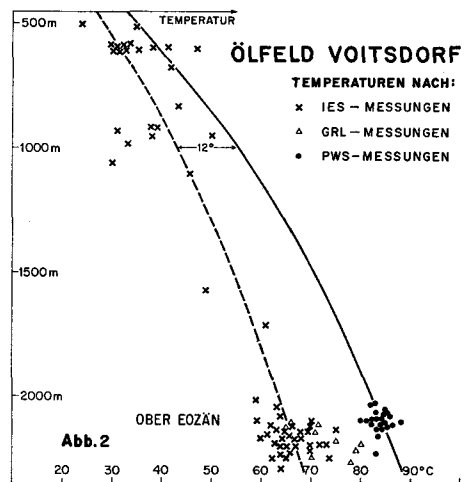 500m
TEMPERATUR
ÖLFELD VOITSDORF
TEMPERATUREN NACH:
× IES – MESSUNGEN
△ GRL – MESSUNGEN
● PWS – MESSUNGEN
1000m
12°
1500m
2000m
OBER EOZÄN
Abb.2
20 30 40 50 60 70 80 90°C